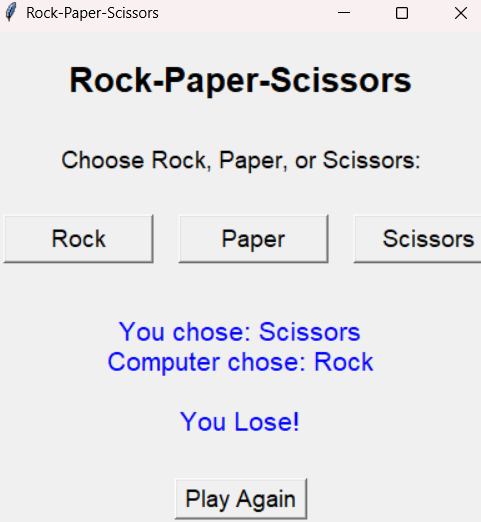 Rock-Paper-Scissors
Rock-Paper-Scissors
Choose Rock, Paper, or Scissors:
Rock Paper Scissors
You chose: Scissors
Computer chose: Rock
You Lose!
Play Again